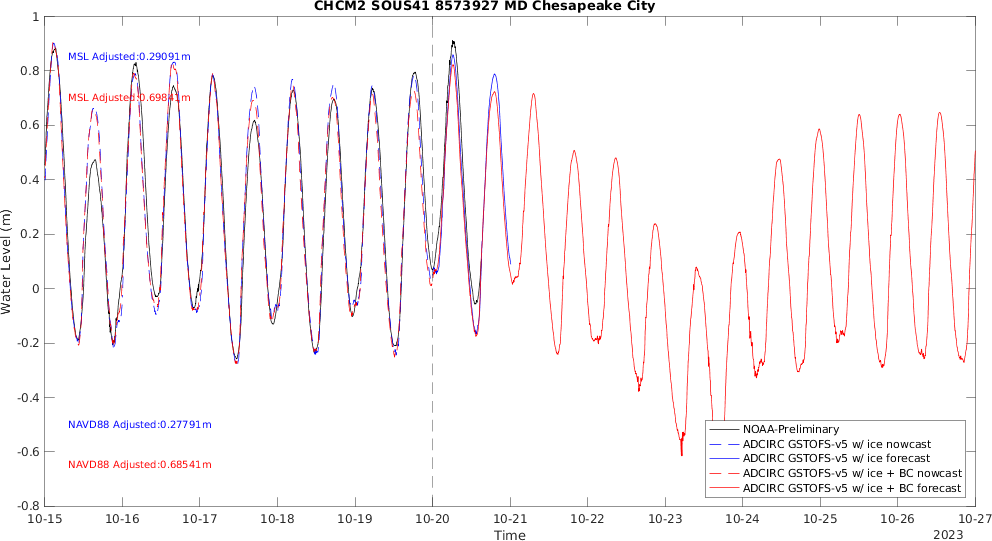 CHCM2 SOUS41 8573927 MD Chesapeake City
1
0.8
0.6
0.4
0.2
0
-0.2
-0.4
-0.6
-0.8
Water Level (m)
MSL Adjusted:0.29091m
MSL Adjusted:0.69841m
NAVD88 Adjusted:0.27791m
NAVD88 Adjusted:0.68541m
NOAA-Preliminary
ADCIRC GSTOFS-v5 w/ ice nowcast
ADCIRC GSTOFS-v5 w/ ice forecast
ADCIRC GSTOFS-v5 w/ ice + BC nowcast
ADCIRC GSTOFS-v5 w/ ice + BC forecast
10-15 10-16 10-17 10-18 10-19 10-20 10-21 10-22 10-23 10-24 10-25 10-26 10-27
Time
2023